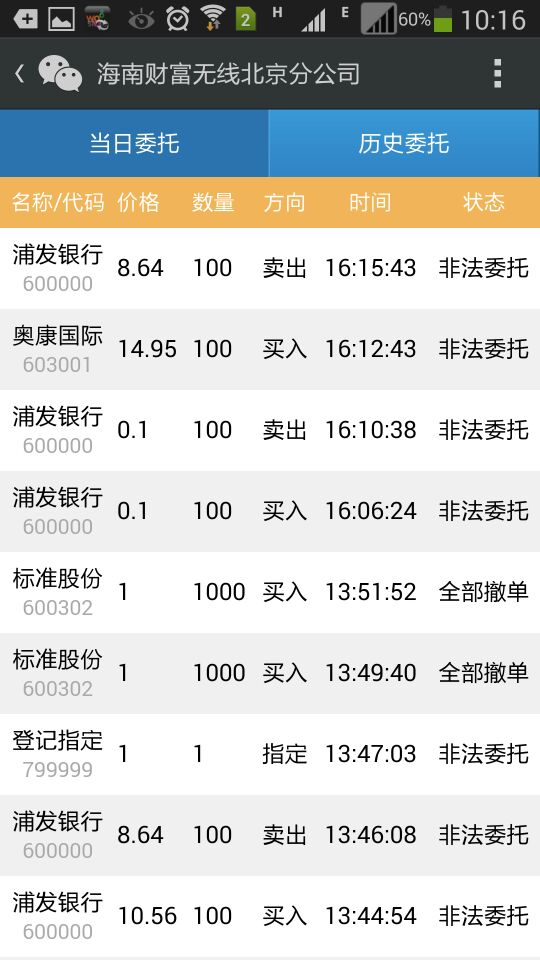 2 H E 60% 10:16
海南财富无线北京分公司
当日委托 历史委托
名称/代码 价格 数量 方向 时间 状态
浦发银行 8.64 100 卖出 16:15:43 非法委托
600000
奥康国际 14.95 100 买入 16:12:43 非法委托
603001
浦发银行 0.1 100 卖出 16:10:38 非法委托
600000
浦发银行 0.1 100 买入 16:06:24 非法委托
600000
标准股份 1 1000 买入 13:51:52 全部撤单
600302
标准股份 1 1000 买入 13:49:40 全部撤单
600302
登记指定 1 1 指定 13:47:03 非法委托
799999
浦发银行 8.64 100 卖出 13:46:08 非法委托
600000
浦发银行 10.56 100 买入 13:44:54 非法委托
600000